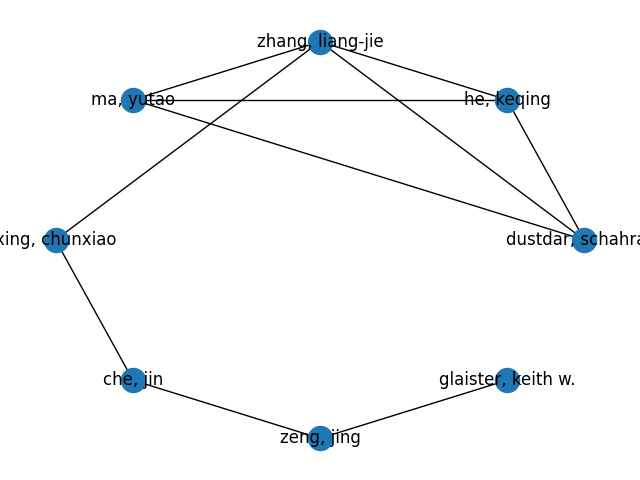 zhang, liang-jie
ma, yutao
he, keqing
xing, chunxiao
dustdar, schahra
che, jin
glaister, keith w.
zeng, jing